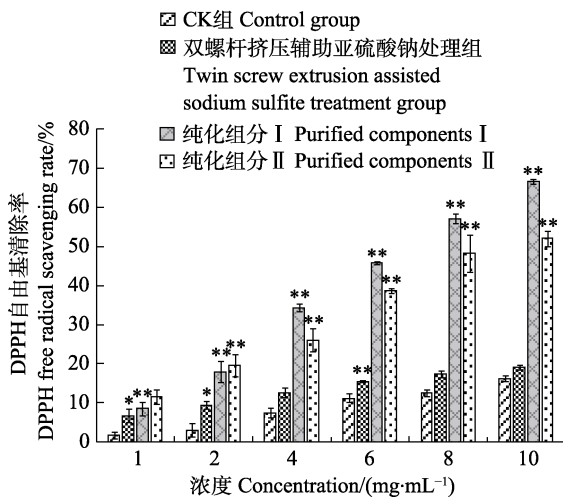 CK组 Control group
双螺杆挤压辅助亚硫酸钠处理组
Twin screw extrusion assisted
sodium sulfite treatment group
纯化组分Ⅰ Purified components Ⅰ
纯化组分Ⅱ Purified components Ⅱ
DPPH自由基清除率
DPPH free radical scavenging rate/%
80
70
60
50
40
30
20
10
0
* **
* ** **
** **
** ** **
** **
** **
1 2 4 6 8 10
浓度 Concentration/(mg·mL⁻¹)